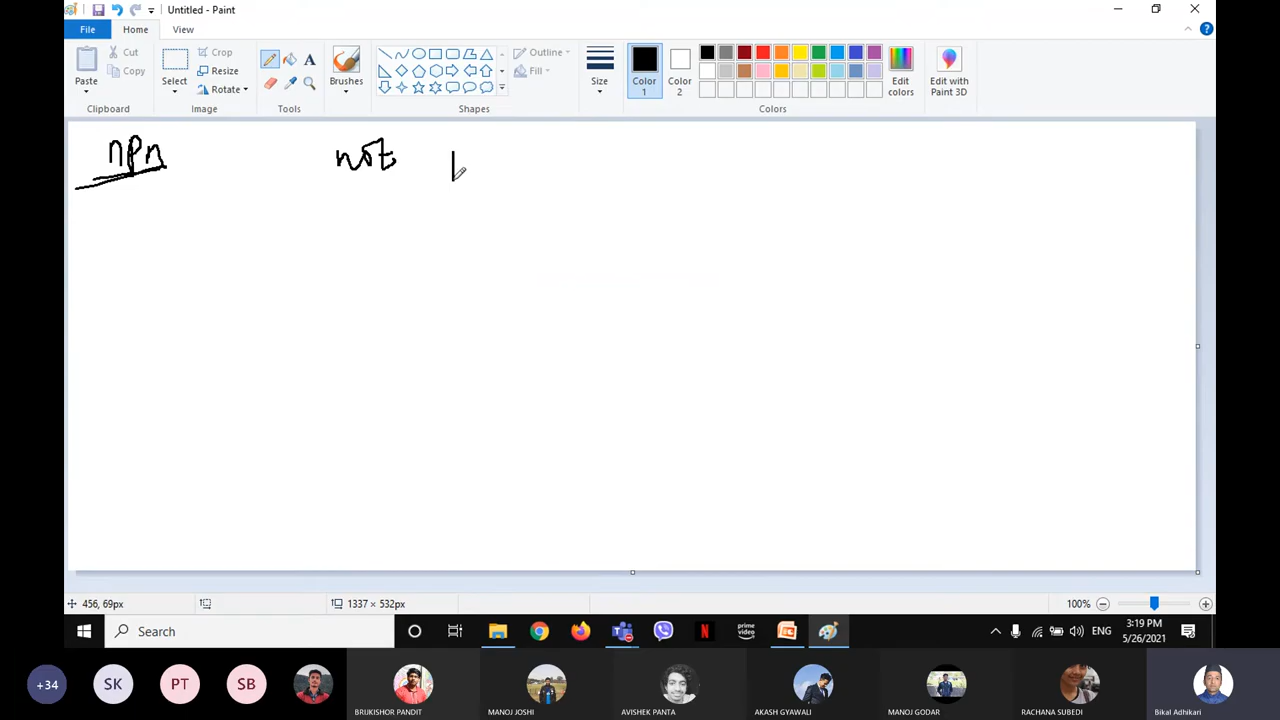 Untitled - Paint
File Home View
Paste Cut Copy Clipboard
Select Crop Resize Rotate Image
Tools
Brushes
Outline Fill Shapes
Size
Color 1 Color 2 Edit colors Colors
Edit with Paint 3D
nPn not
456, 69px 1337 × 532px 100%
Search ENG 3:19 PM
5/26/2021
prime video
+34 SK PT SB BRIJKISHOR PANDIT MANOJ JOSHI AVISHEK PANTA AKASH GYAWALI MANOJ GODAR RACHANA SUBEDI Bikal Adhikari